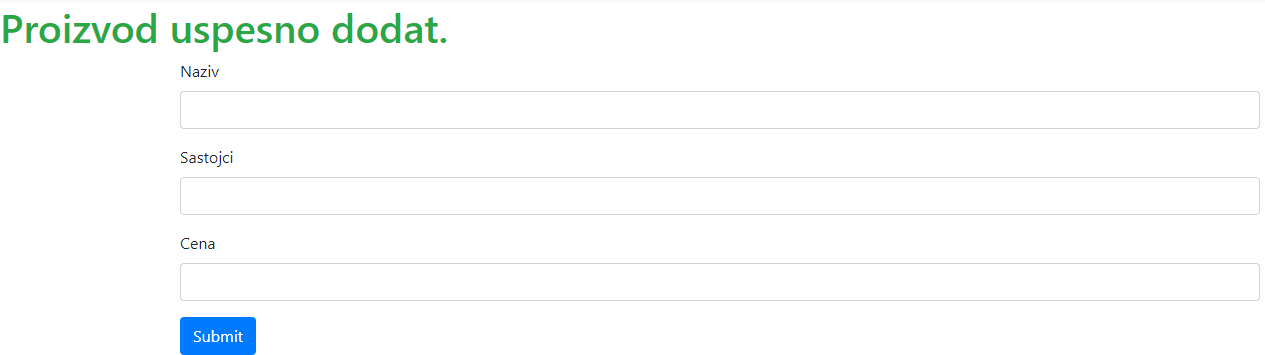 Proizvod uspesno dodat.
Naziv
Sastojci
Cena
Submit